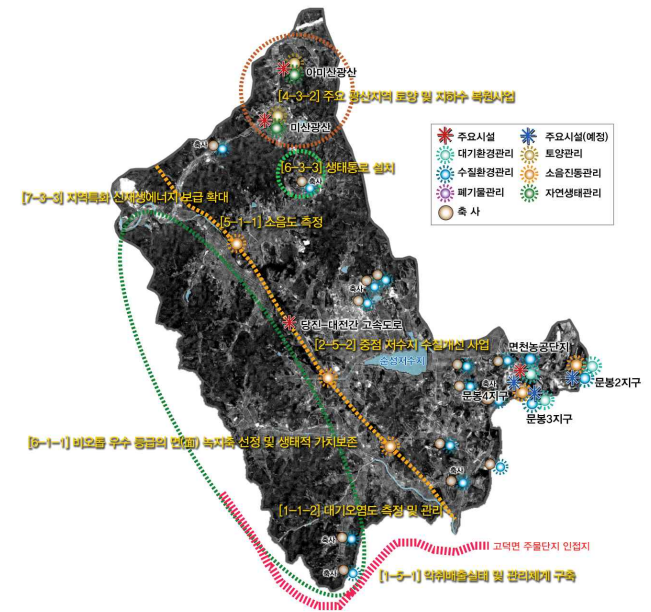 아미산광산
[4-3-2] 주요 광산지역 토양 및 지하수 복원사업
미산광산
축사
[6-3-3] 생태통로 설치
축사
[7-3-3] 지역특화 신재생에너지 보급 확대
[5-1-1] 소음도 측정
주요시설
주요시설(예정)
대기환경관리
토양관리
수질환경관리
소음진동관리
폐기물관리
자연생태관리
축 사
축사
당진-대전간 고속도로
[2-5-2] 중점 저수지 수질개선 사업
순성저수지
면천농공단지
축사
문봉4지구
문봉2지구
문봉3지구
[6-1-1] 비오톱 우수 등급의 면(面) 녹지축 선정 및 생태적 가치보존
축사
[1-1-2] 대기오염도 측정 및 관리
축사
고덕면 주물단지 인접지
축사
[1-5-1] 악취배출실태 및 관리체계 구축